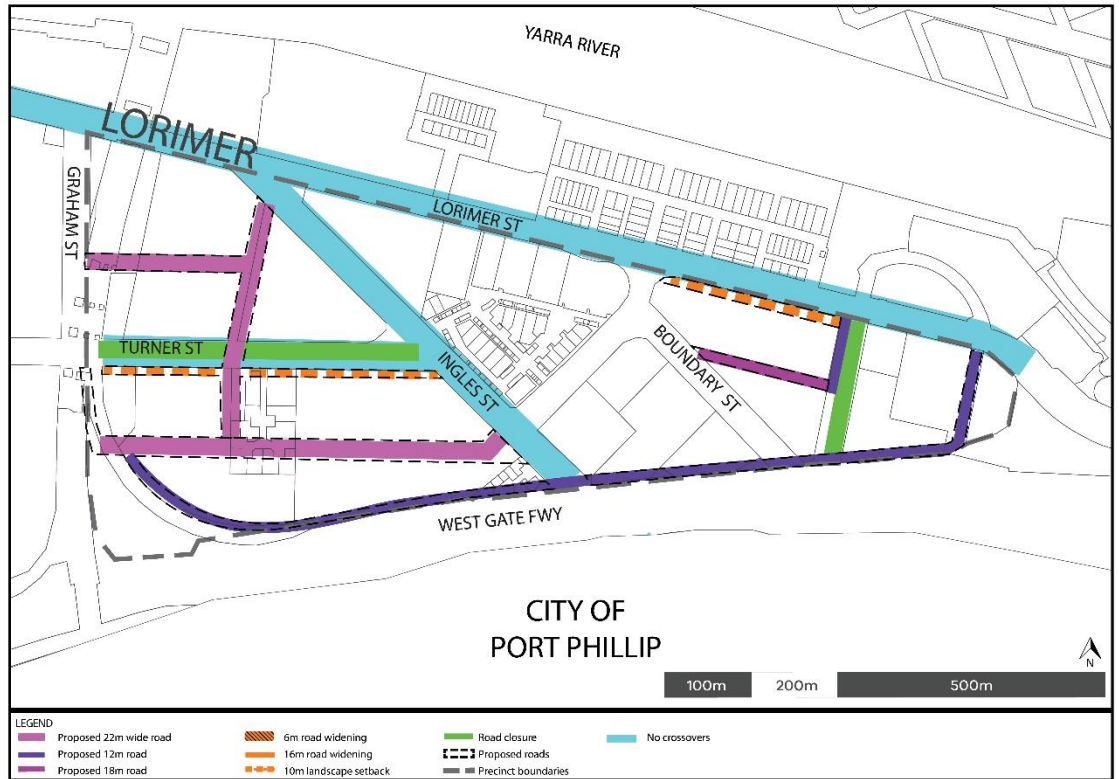 YARRA RIVER
LORIMER
GRAHAM ST
LORIMER ST
TURNER ST
INGLES ST
BOUNDARY ST
WEST GATE FWY
CITY OF
PORT PHILLIP
N
100m 200m 500m
LEGEND
Proposed 22m wide road
Proposed 12m road
Proposed 18m road
6m road widening
16m road widening
10m landscape setback
Road closure
Proposed roads
Precinct boundaries
No crossovers